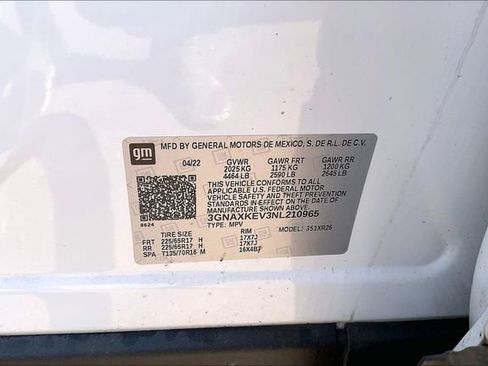 gm
MFD BY GENERAL MOTORS DE MEXICO, S. DE R.L. DE C.V.
04/22 GVWR GAWR FRT GAWR RR
2025 KG 1175 KG 1200 KG
4464 LB 2590 LB 2645 LB
THIS VEHICLE CONFORMS TO ALL
APPLICABLE U.S. FEDERAL MOTOR
VEHICLE SAFETY AND THEFT PREVENTION
STANDARDS IN EFFECT ON THE DATE OF
MANUFACTURE SHOWN ABOVE.
3GNAXKEV3NL210965
8624 TYPE: MPV MODEL: 351XR26
TIRE SIZE RIM
FRT 225/65R17 H 17X7J
RR 225/65R17 H 17X7J
SPA T135/70R16 M 16X4BT